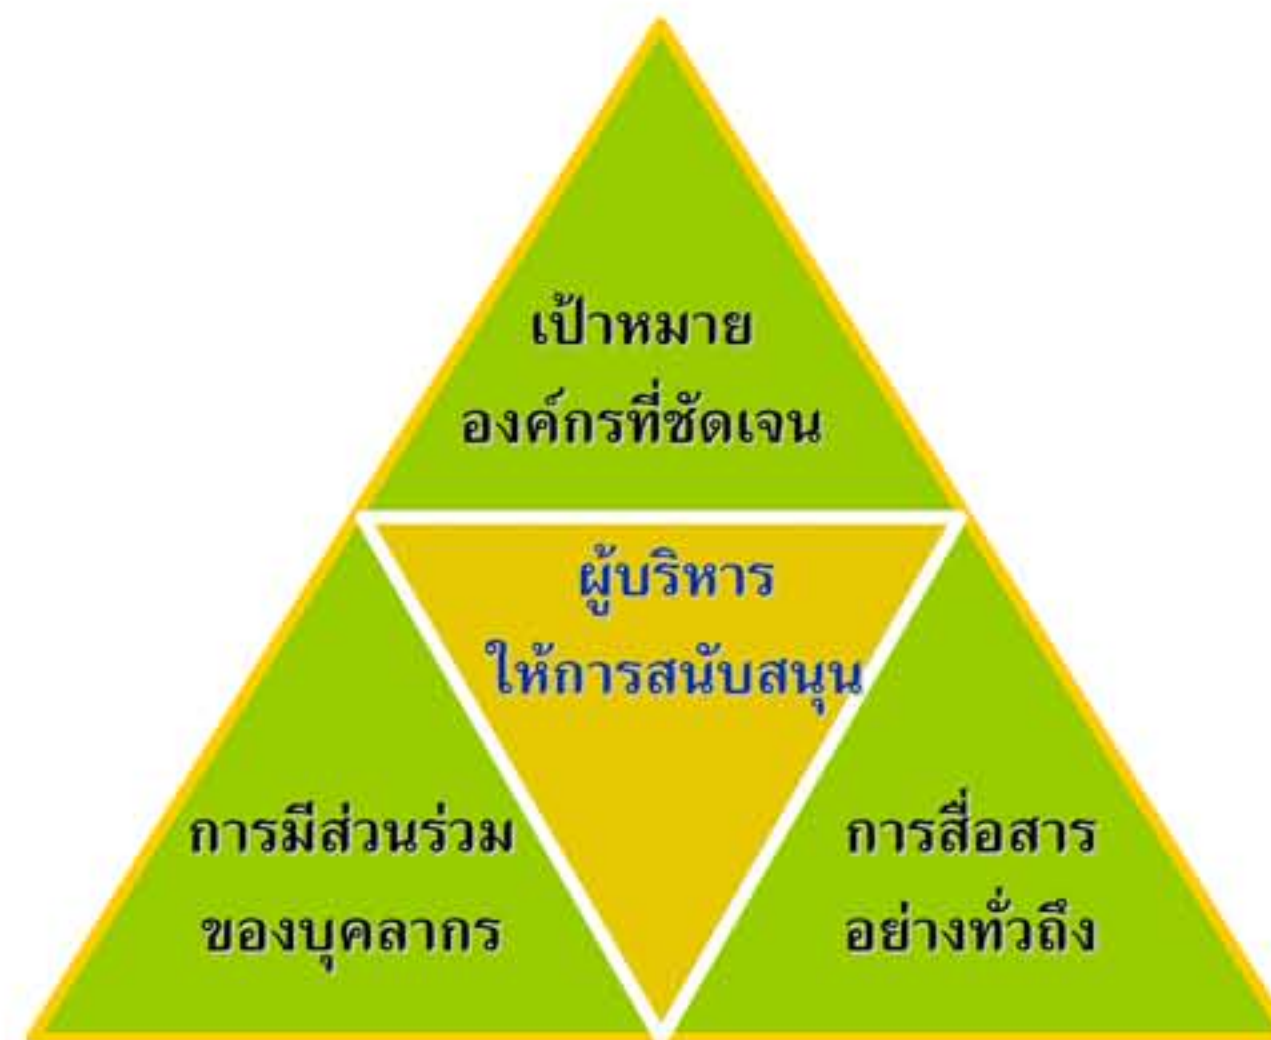 เป้าหมาย
องค์กรที่ชัดเจน
ผู้บริหาร
ให้การสนับสนุน
การมีส่วนร่วม
ของบุคลากร
การสื่อสาร
อย่างทั่วถึง